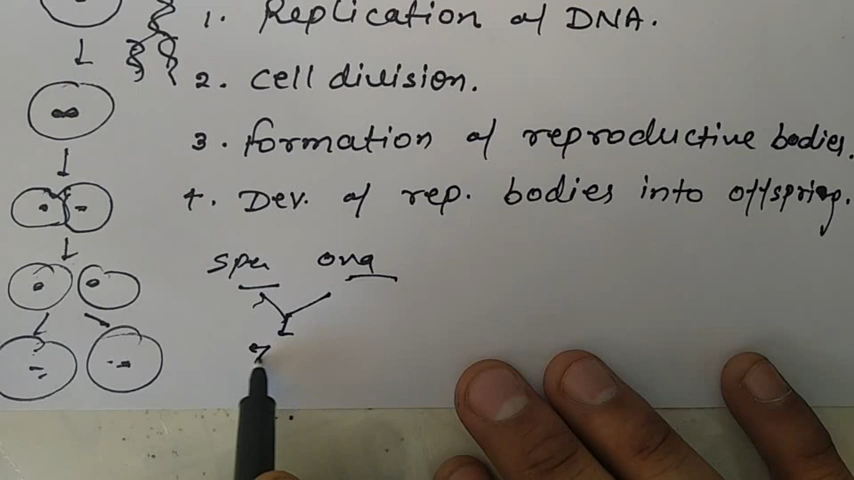 1. Replication of DNA.
2. cell division.
3. formation of reproductive bodies.
4. Dev. of rep. bodies into offspring.
spe ova